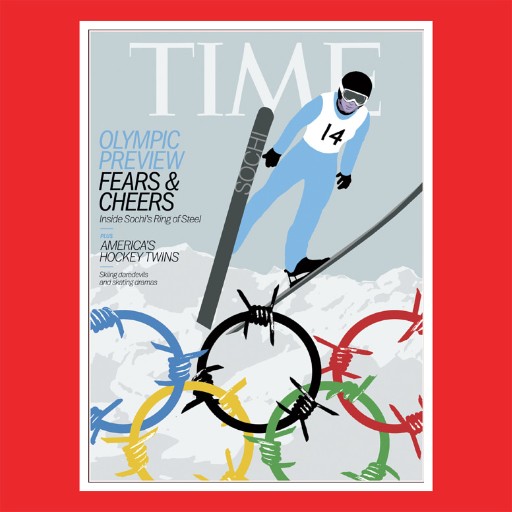 TIME
14
SOCHI
OLYMPIC
PREVIEW
FEARS &
CHEERS
Inside Sochi's Ring of Steel
PLUS
AMERICA'S
HOCKEY TWINS
Skiing daredevils
and skating dramas